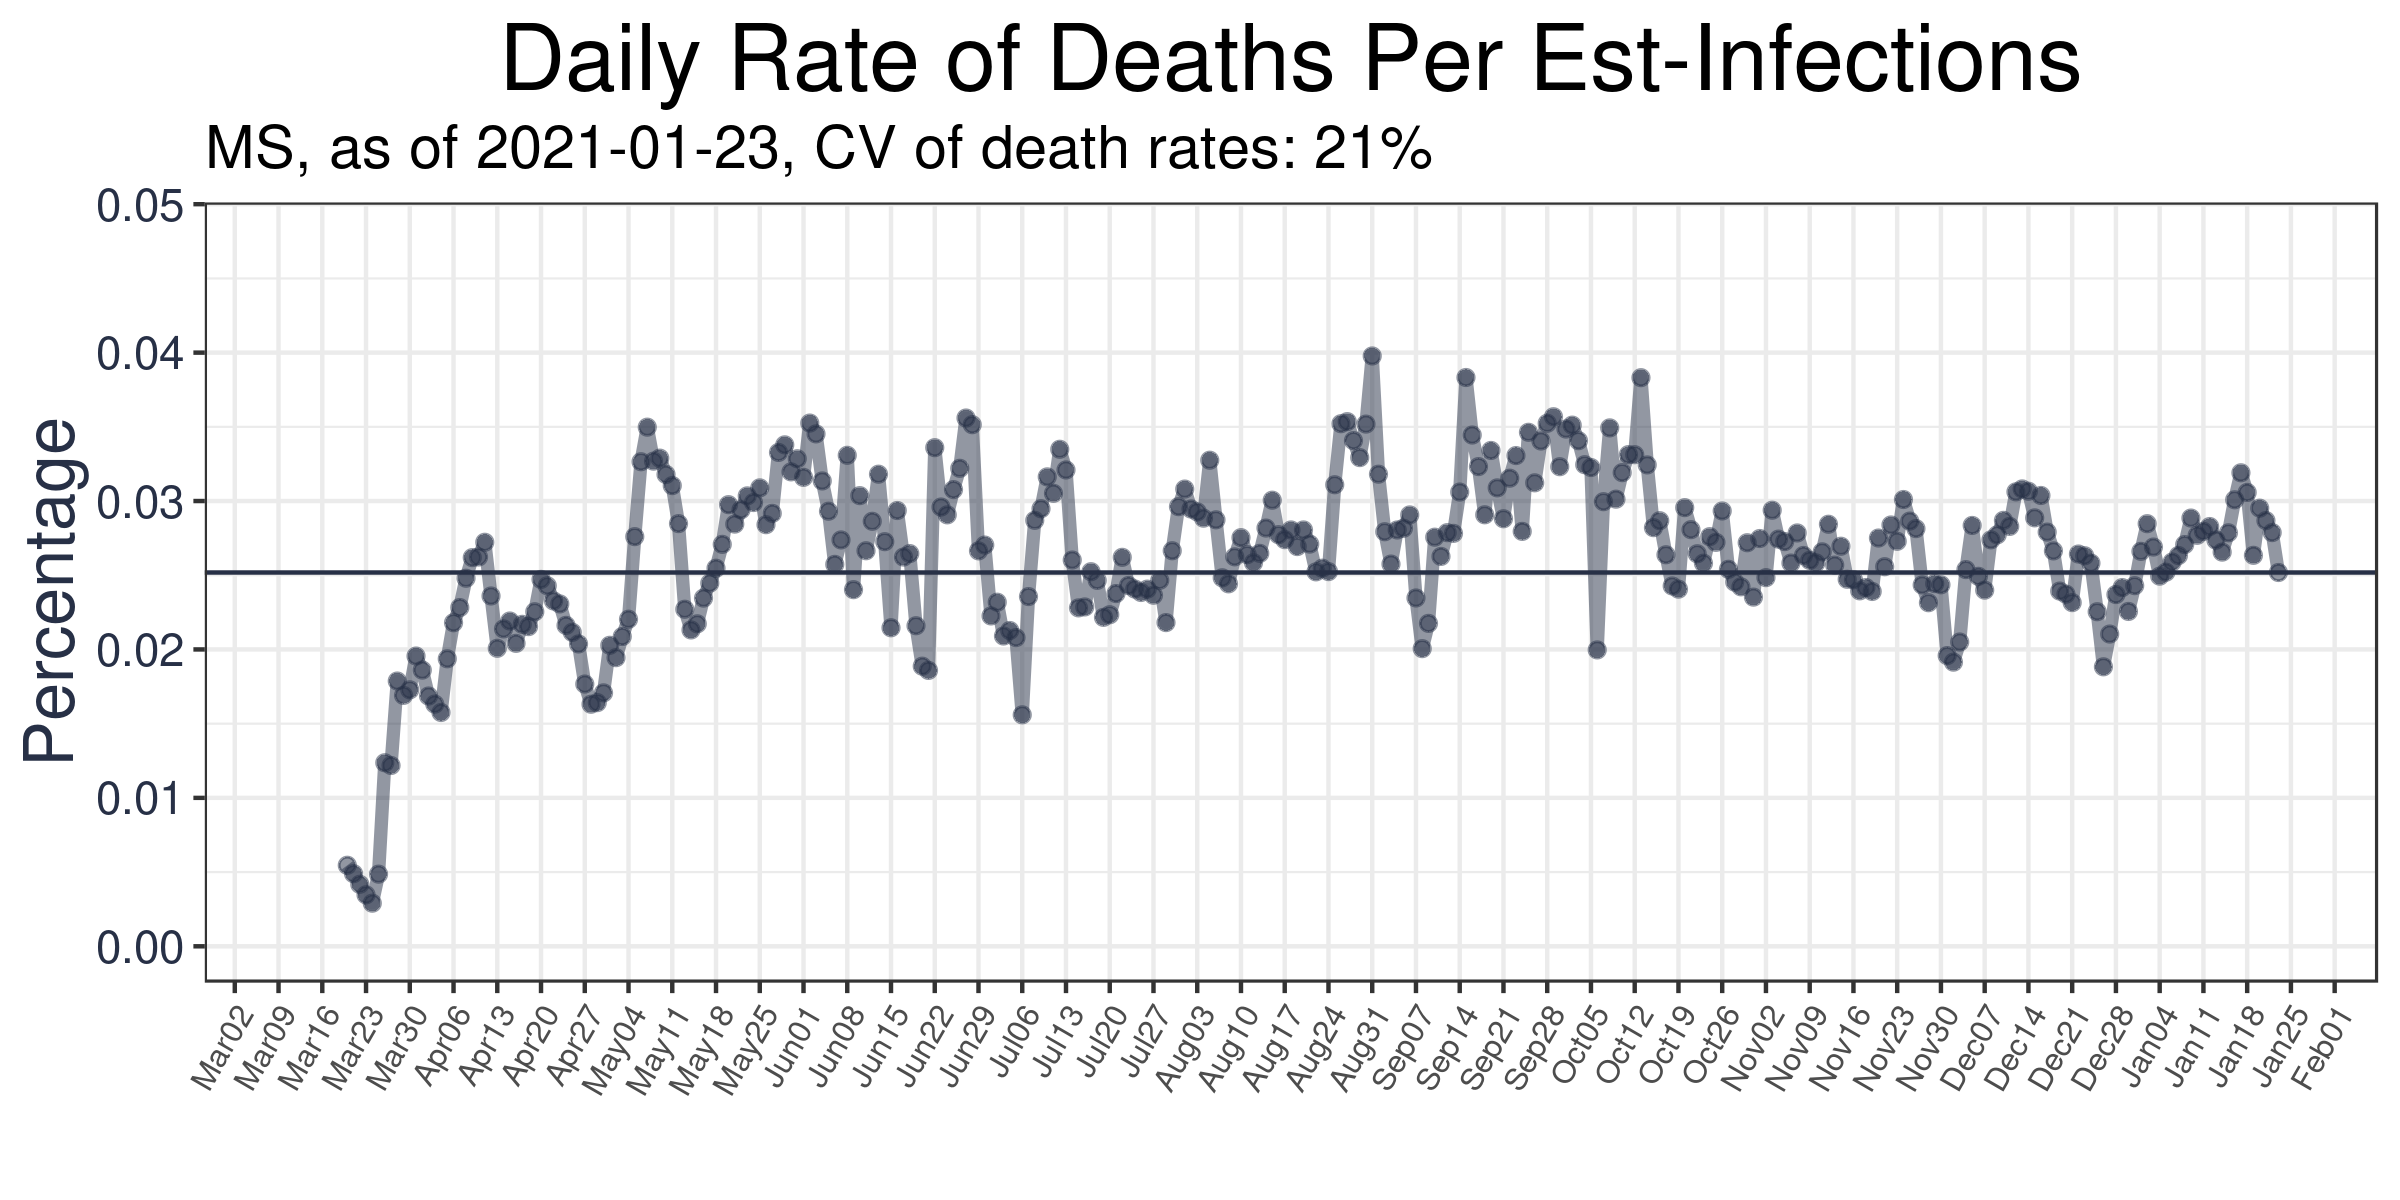 Daily Rate of Deaths Per Est-Infections
MS, as of 2021-01-23, CV of death rates: 21%
Percentage
0.05
0.04
0.03
0.02
0.01
0.00
Mar02
Mar09
Mar16
Mar23
Mar30
Apr06
Apr13
Apr20
Apr27
May04
May11
May18
May25
Jun01
Jun08
Jun15
Jun22
Jun29
Jul06
Jul13
Jul20
Jul27
Aug03
Aug10
Aug17
Aug24
Aug31
Sep07
Sep14
Sep21
Sep28
Oct05
Oct12
Oct19
Oct26
Nov02
Nov09
Nov16
Nov23
Nov30
Dec07
Dec14
Dec21
Dec28
Jan04
Jan11
Jan18
Jan25
Feb01